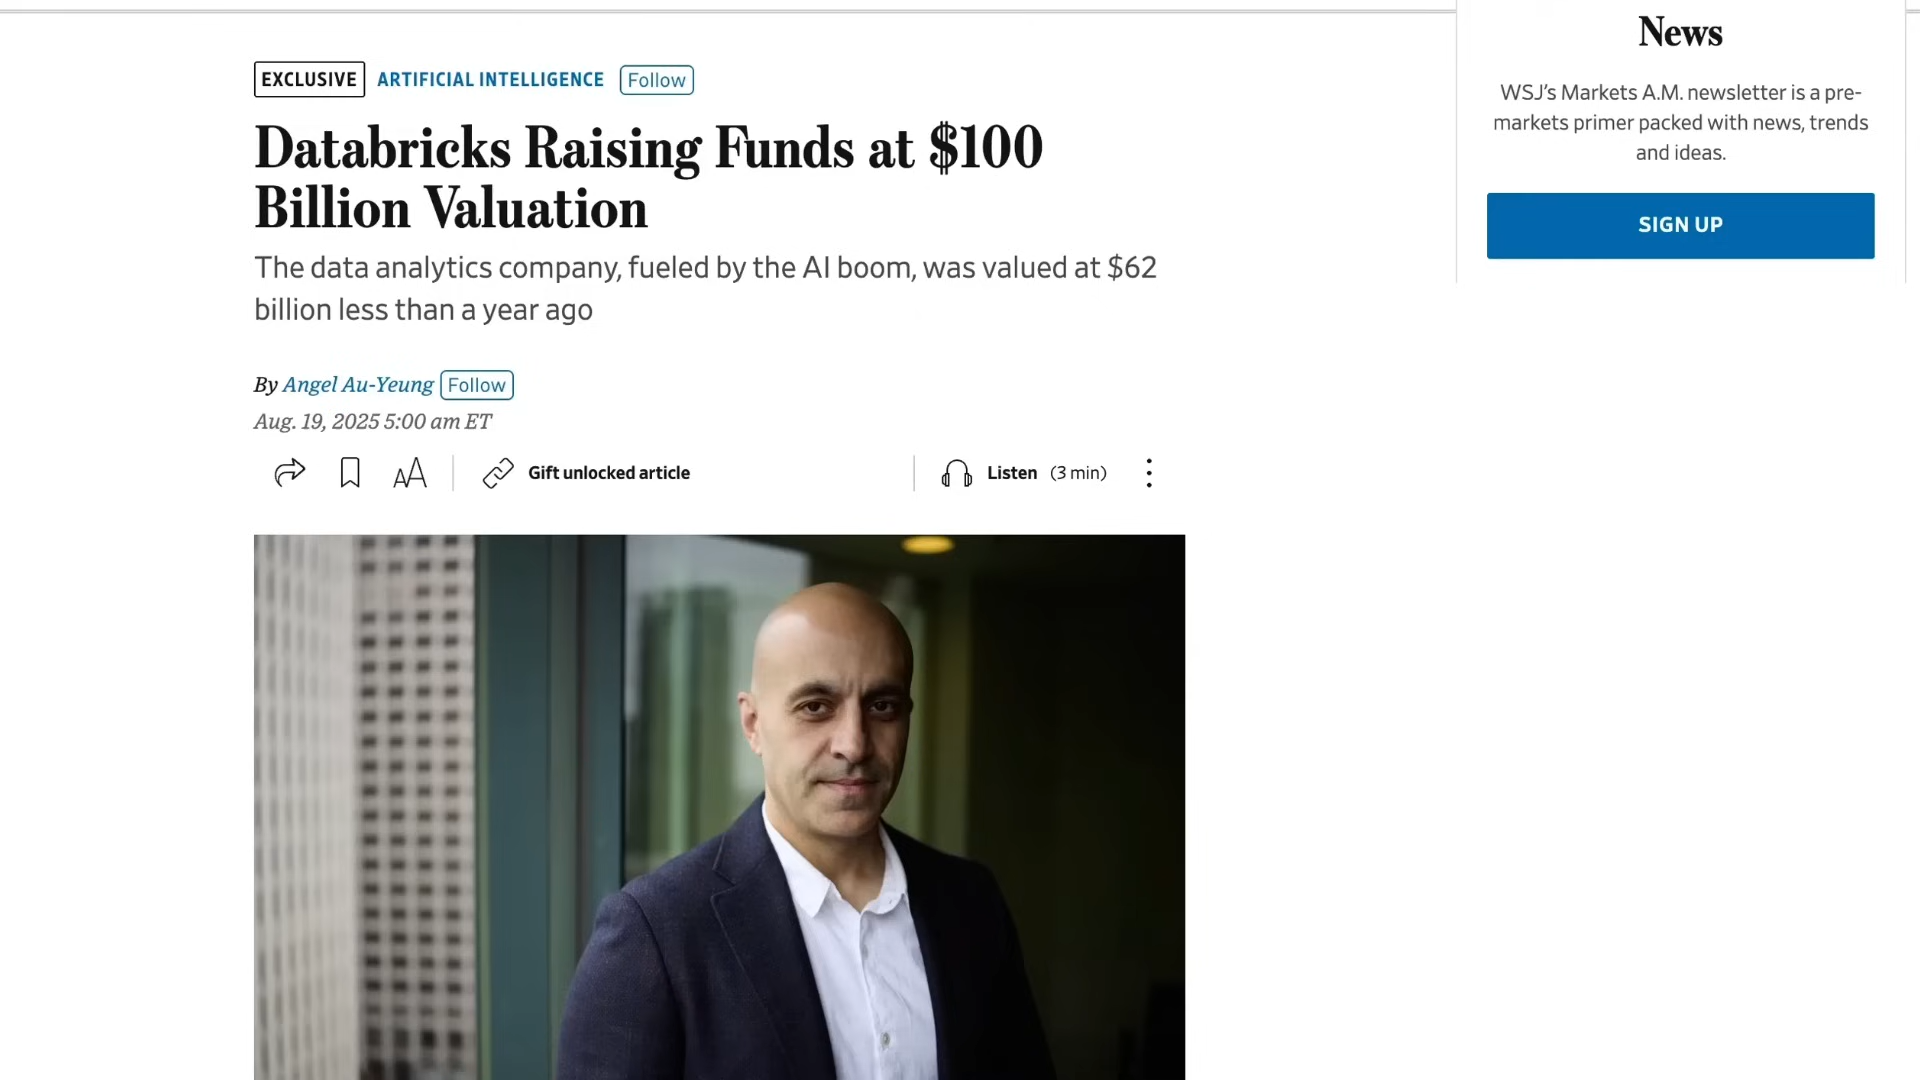 EXCLUSIVE ARTIFICIAL INTELLIGENCE Follow
Databricks Raising Funds at $100
Billion Valuation
The data analytics company, fueled by the AI boom, was valued at $62
billion less than a year ago
By Angel Au-Yeung Follow
Aug. 19, 2025 5:00 am ET
AA Gift unlocked article Listen (3 min)
News
WSJ’s Markets A.M. newsletter is a pre-
markets primer packed with news, trends
and ideas.
SIGN UP